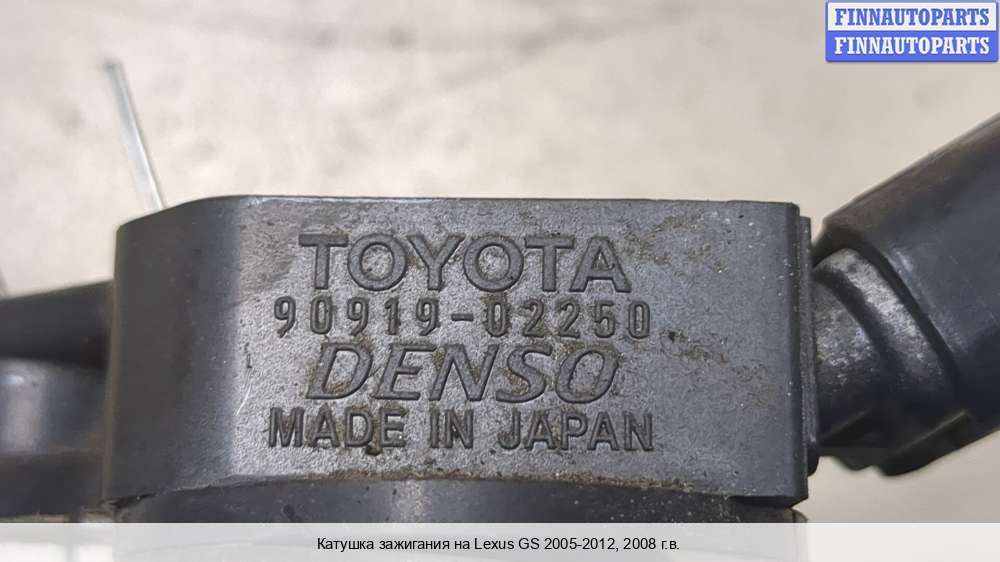 FINNAUTOPARTS
FINNAUTOPARTS
TOYOTA
90919-02250
DENSO
MADE IN JAPAN
Катушка зажигания на Lexus GS 2005-2012, 2008 г.в.